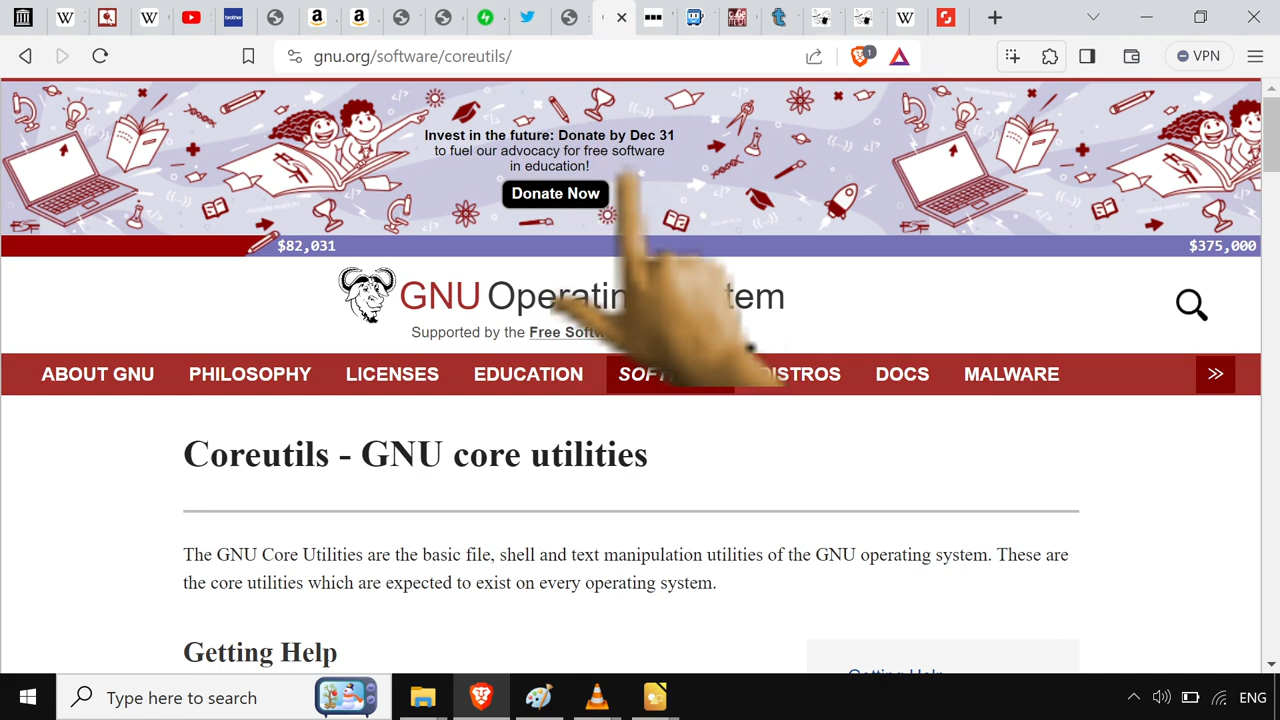 gnu.org/software/coreutils/
1
VPN
Invest in the future: Donate by Dec 31
to fuel our advocacy for free software
in education!
Donate Now
$82,031
$375,000
GNU Operatin tem
Supported by the Free Softw
ABOUT GNU
PHILOSOPHY
LICENSES
EDUCATION
SOF
DISTROS
DOCS
MALWARE
Coreutils - GNU core utilities
The GNU Core Utilities are the basic file, shell and text manipulation utilities of the GNU operating system. These are
the core utilities which are expected to exist on every operating system.
Getting Help
Getting Help
Type here to search
ENG